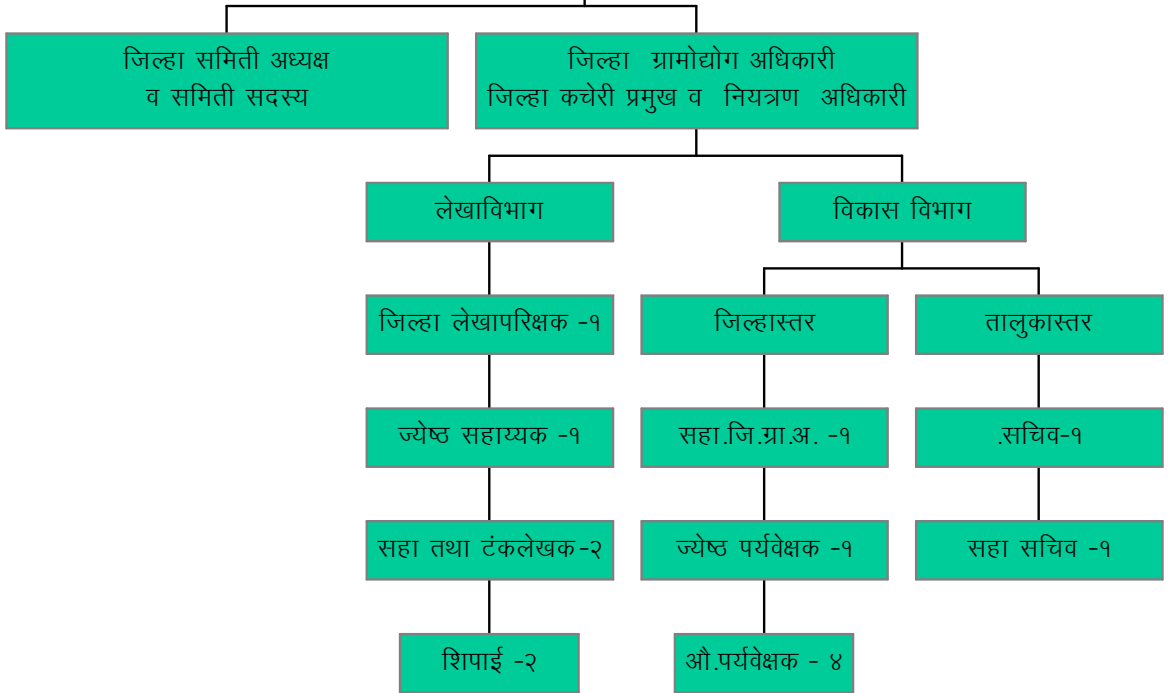 जिल्हा समिती अध्यक्ष
व समिती सदस्य
जिल्हा ग्रामोद्योग अधिकारी
जिल्हा कचेरी प्रमुख व नियत्रण अधिकारी
लेखाविभाग
विकास विभाग
जिल्हा लेखापरिक्षक -१
जिल्हास्तर
तालुकास्तर
ज्येष्ठ सहाय्यक -१
सहा.जि.ग्रा.अ. -१
.सचिव-१
सहा तथा टंकलेखक-२
ज्येष्ठ पर्यवेक्षक -१
सहा सचिव -१
शिपाई -२
औ.पर्यवेक्षक - ४